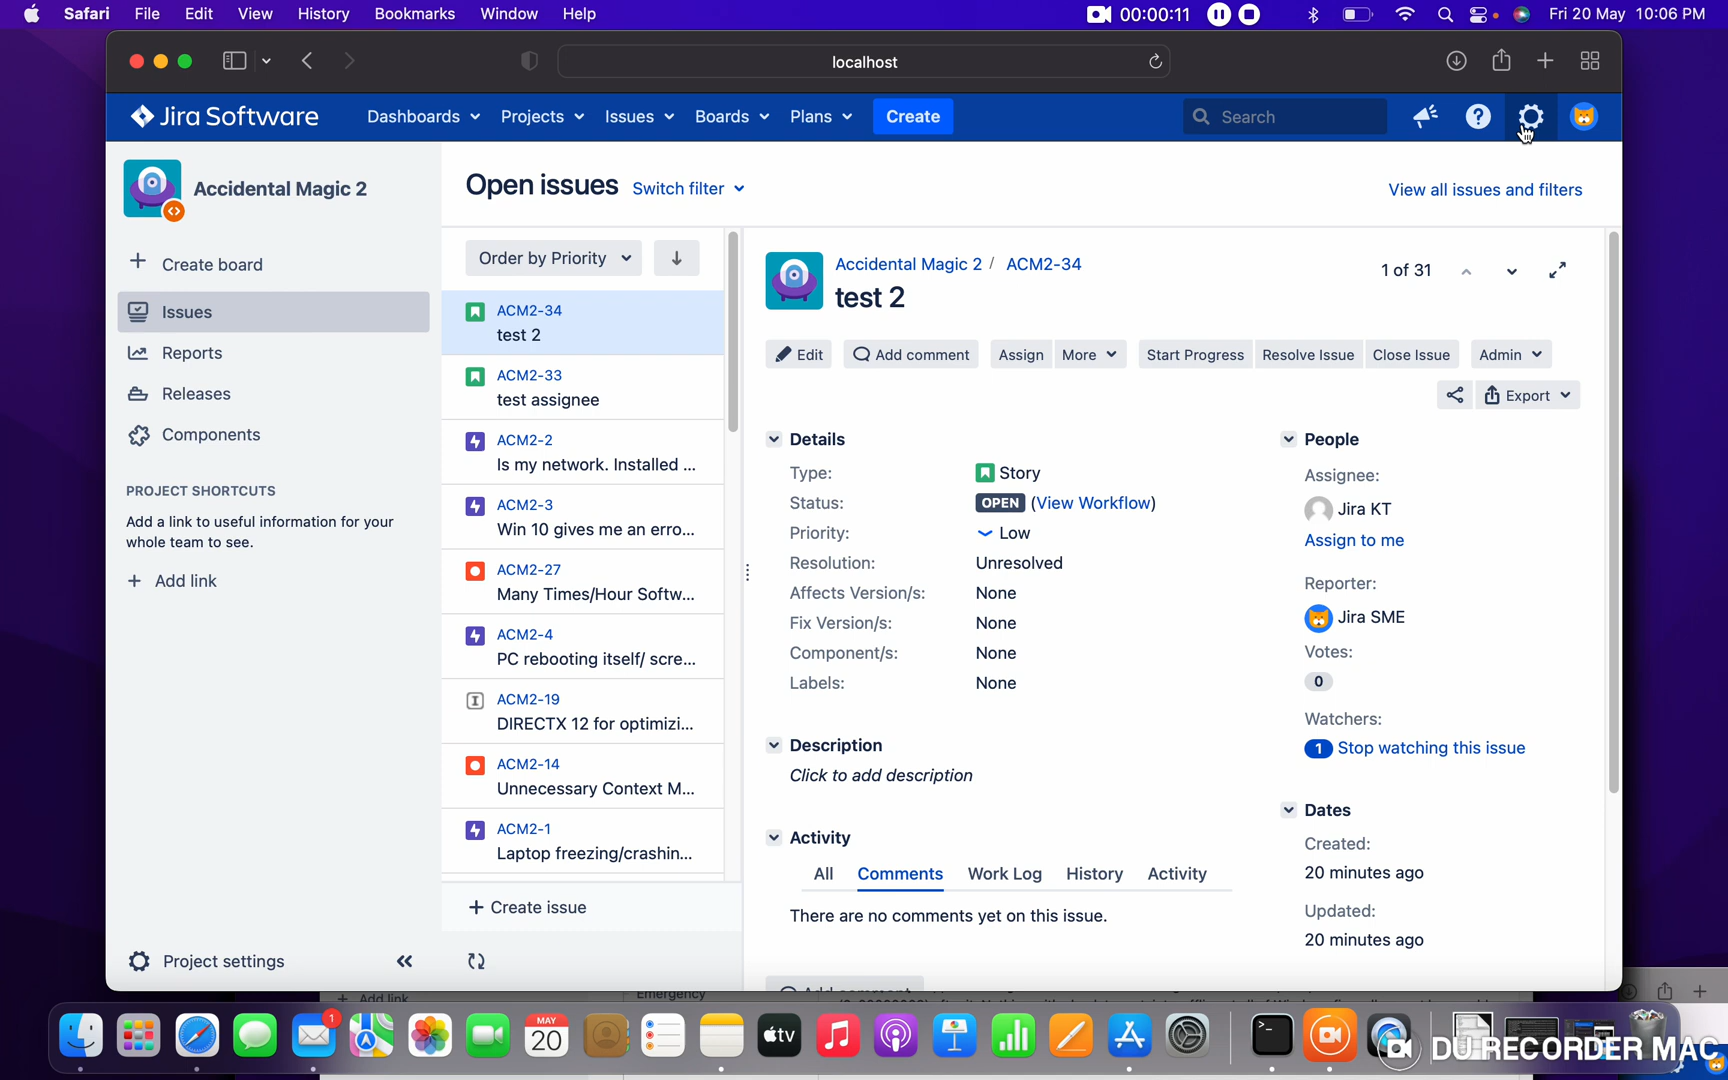 Safari File Edit View History Bookmarks Window Help 00:00:11 Fri 20 May 10:06 PM
localhost
Jira Software Dashboards Projects Issues Boards Plans Create Search
Accidental Magic 2
Create board
Issues
Reports
Releases
Components
PROJECT SHORTCUTS
Add a link to useful information for your
whole team to see.
+ Add link
Project settings
Open issues Switch filter View all issues and filters
Order by Priority
ACM2-34
test 2
ACM2-33
test assignee
ACM2-2
Is my network. Installed ...
ACM2-3
Win 10 gives me an erro...
ACM2-27
Many Times/Hour Softw...
ACM2-4
PC rebooting itself/ scre...
ACM2-19
DIRECTX 12 for optimizi...
ACM2-14
Unnecessary Context M...
ACM2-1
Laptop freezing/crashin...
+ Create issue
Accidental Magic 2 / ACM2-34
test 2
1 of 31
Edit Add comment Assign More Start Progress Resolve Issue Close Issue Admin
Export
Details
Type: Story
Status: OPEN (View Workflow)
Priority: Low
Resolution: Unresolved
Affects Version/s: None
Fix Version/s: None
Component/s: None
Labels: None
Description
Click to add description
Activity
All Comments Work Log History Activity
There are no comments yet on this issue.
People
Assignee:
Jira KT
Assign to me
Reporter:
Jira SME
Votes:
0
Watchers:
1 Stop watching this issue
Dates
Created:
20 minutes ago
Updated:
20 minutes ago
Add comment
+ Add link Emergency
1 MAY 20 tv
DU RECORDER MAC